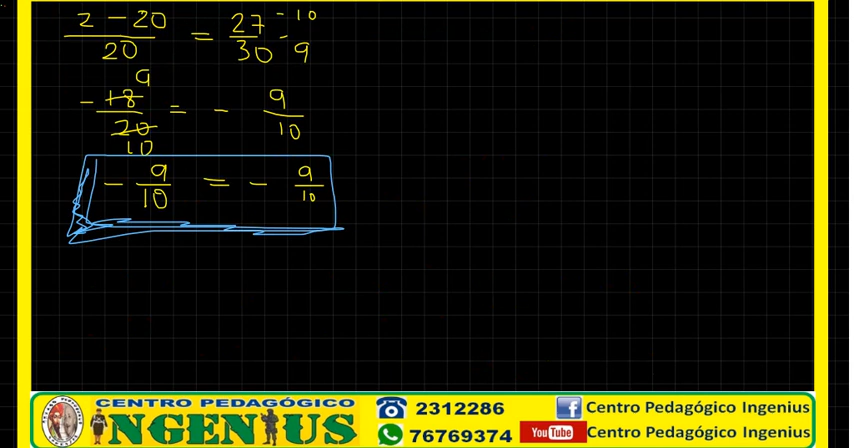 2 - 20 / 20 = 27 / 30 - 10 / - 9
9
- 18 / 20 = - 9 / 10
10
- 9 / 10 = - 9 / 10
CENTRO PEDAGÓGICO
INGENIUS
2312286
76769374
Centro Pedagógico Ingenius
YouTube Centro Pedagógico Ingenius